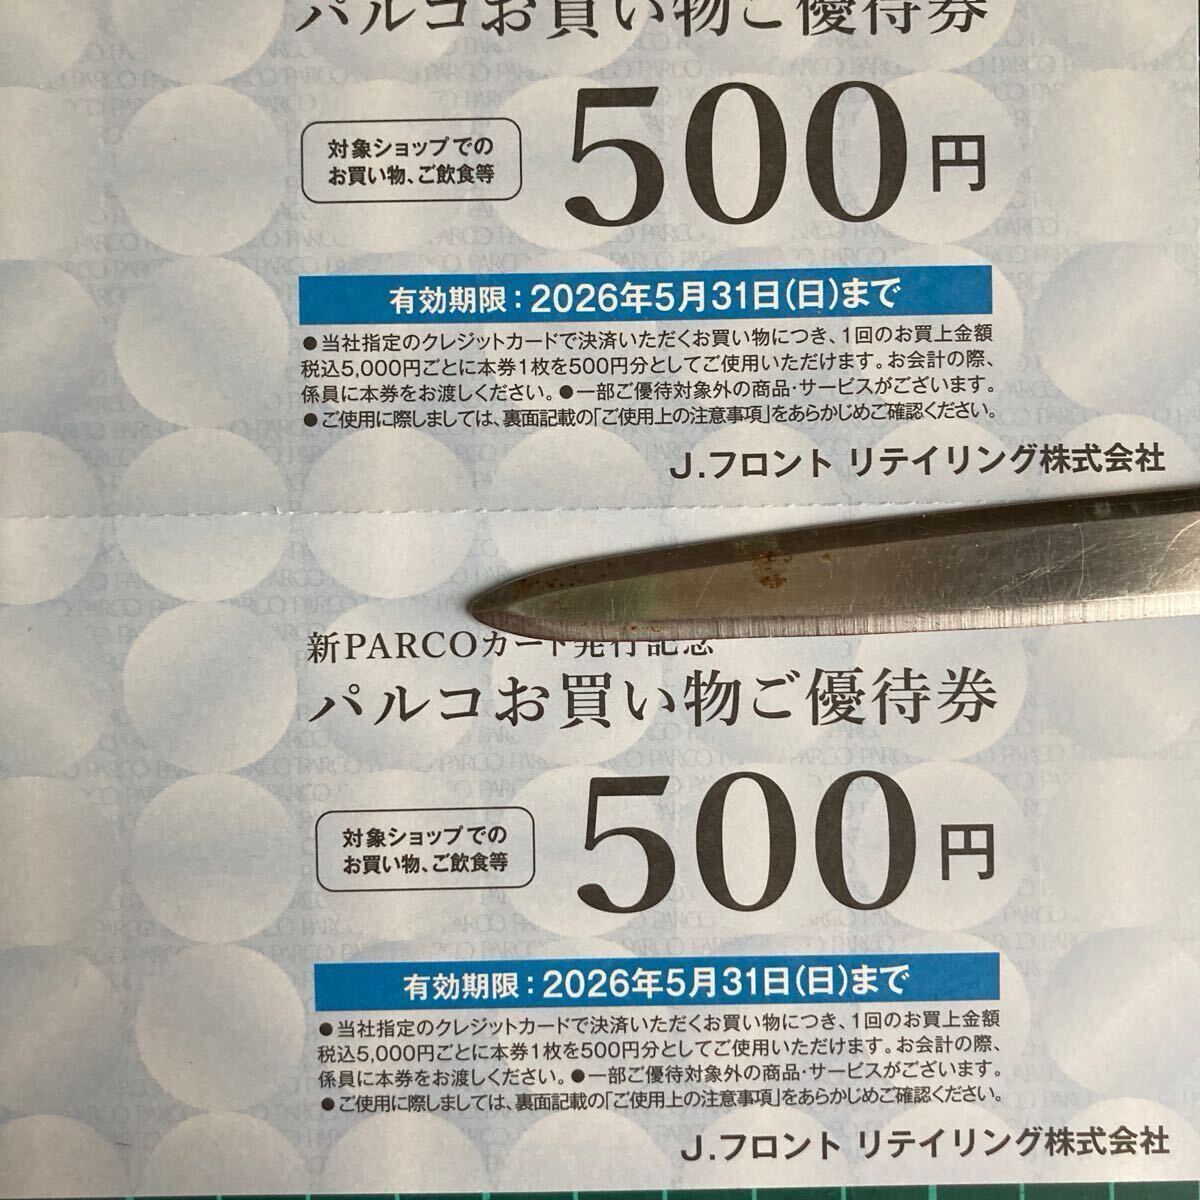 パルコお買い物ご優待券
対象ショップでの
お買い物、ご飲食等
500円
有効期限：2026年5月31日(日)まで
●当社指定のクレジットカードで決済いただくお買い物につき、1回のお買上金額
税込5,000円ごとに本券1枚を500円分としてご使用いただけます。お会計の際、
係員に本券をお渡しください。●一部ご優待対象外の商品・サービスがございます。
●ご使用に際しましては、裏面記載の「ご使用上の注意事項」をあらかじめご確認ください。
J.フロント リテイリング株式会社
新PARCOカード発行記念
パルコお買い物ご優待券
対象ショップでの
お買い物、ご飲食等
500円
有効期限：2026年5月31日(日)まで
●当社指定のクレジットカードで決済いただくお買い物につき、1回のお買上金額
税込5,000円ごとに本券1枚を500円分としてご使用いただけます。お会計の際、
係員に本券をお渡しください。●一部ご優待対象外の商品・サービスがございます。
●ご使用に際しましては、裏面記載の「ご使用上の注意事項」をあらかじめご確認ください。
J.フロント リテイリング株式会社